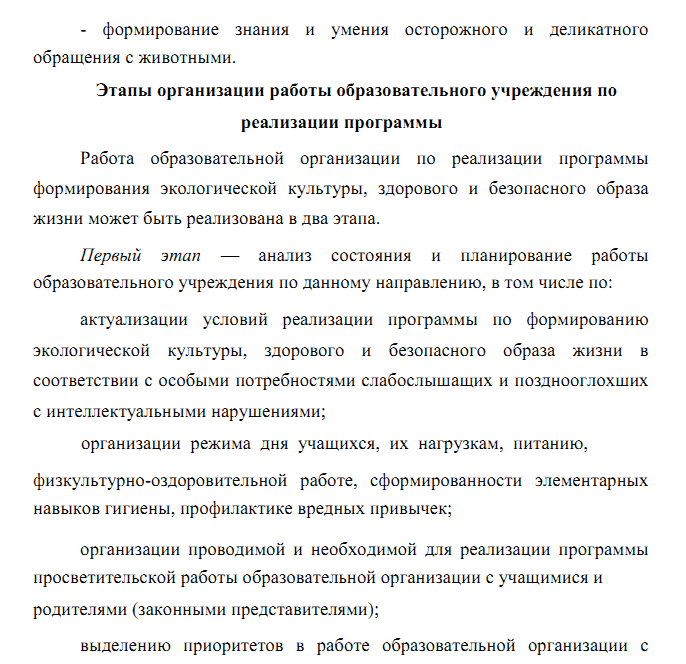 - формирование знания и умения осторожного и деликатного
обращения с животными.
Этапы организации работы образовательного учреждения по
реализации программы
Работа образовательной организации по реализации программы
формирования экологической культуры, здорового и безопасного образа
жизни может быть реализована в два этапа.
Первый этап — анализ состояния и планирование работы
образовательного учреждения по данному направлению, в том числе по:
актуализации условий реализации программы по формированию
экологической культуры, здорового и безопасного образа жизни в
соответствии с особыми потребностями слабослышащих и позднооглохших
с интеллектуальными нарушениями;
организации режима дня учащихся, их нагрузкам, питанию,
физкультурно-оздоровительной работе, сформированности элементарных
навыков гигиены, профилактике вредных привычек;
организации проводимой и необходимой для реализации программы
просветительской работы образовательной организации с учащимися и
родителями (законными представителями);
выделению приоритетов в работе образовательной организации с